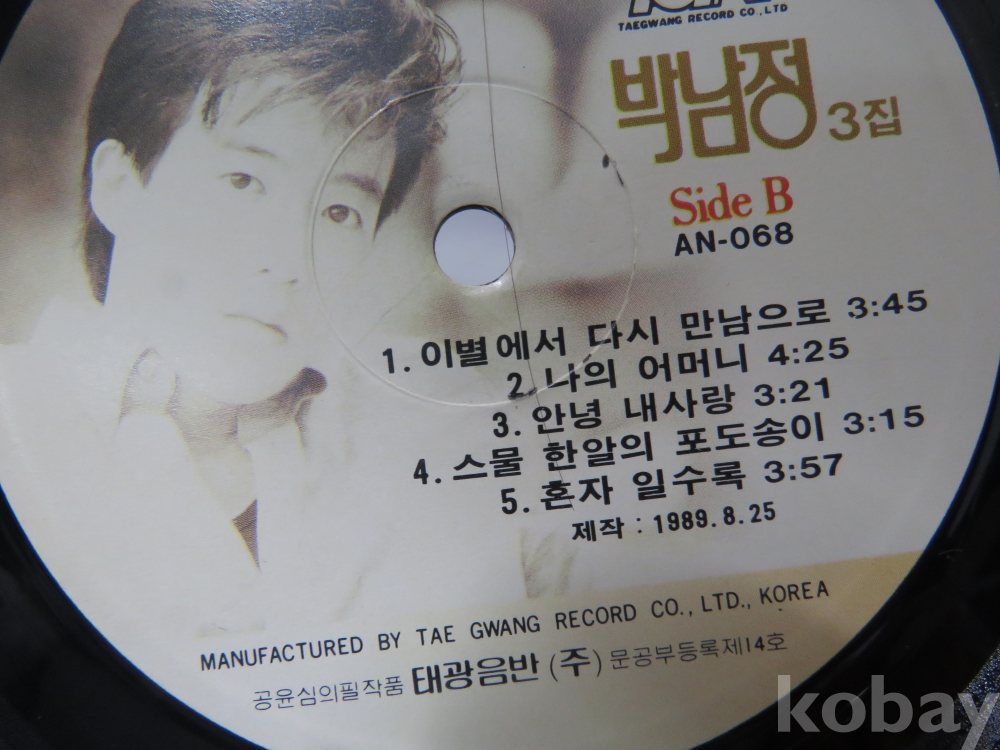 TAEGWANG RECORD CO., LTD
박남정 3집
Side B
AN-068
1. 이별에서 다시 만남으로 3:45
2. 나의 어머니 4:25
3. 안녕 내사랑 3:21
4. 스물 한알의 포도송이 3:15
5. 혼자 일수록 3:57
제작 : 1989. 8. 25
MANUFACTURED BY TAE GWANG RECORD CO., LTD., KOREA
공윤심의필작품 태광음반 (주) 문공부등록제14호
kobay